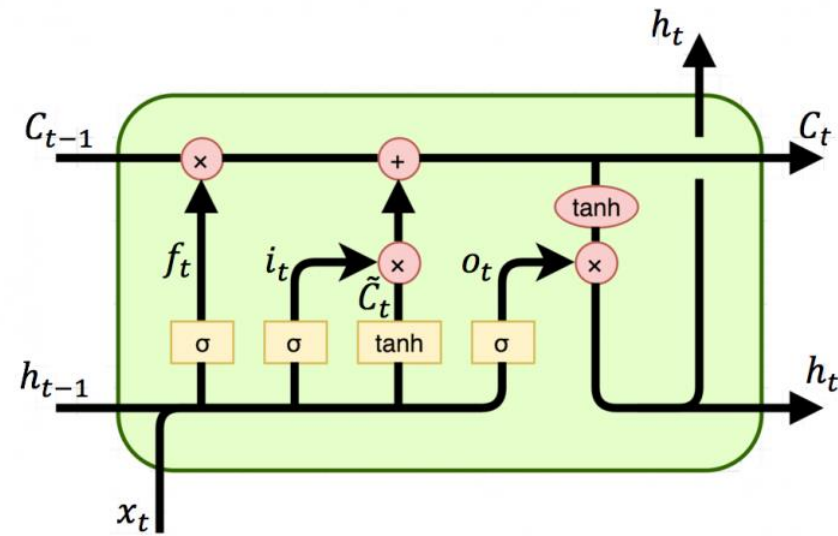 h_t
C_{t-1} × + C_t
tanh
f_t i_t × o_t ×
C̃_t
σ σ tanh σ
h_{t-1} h_t
x_t